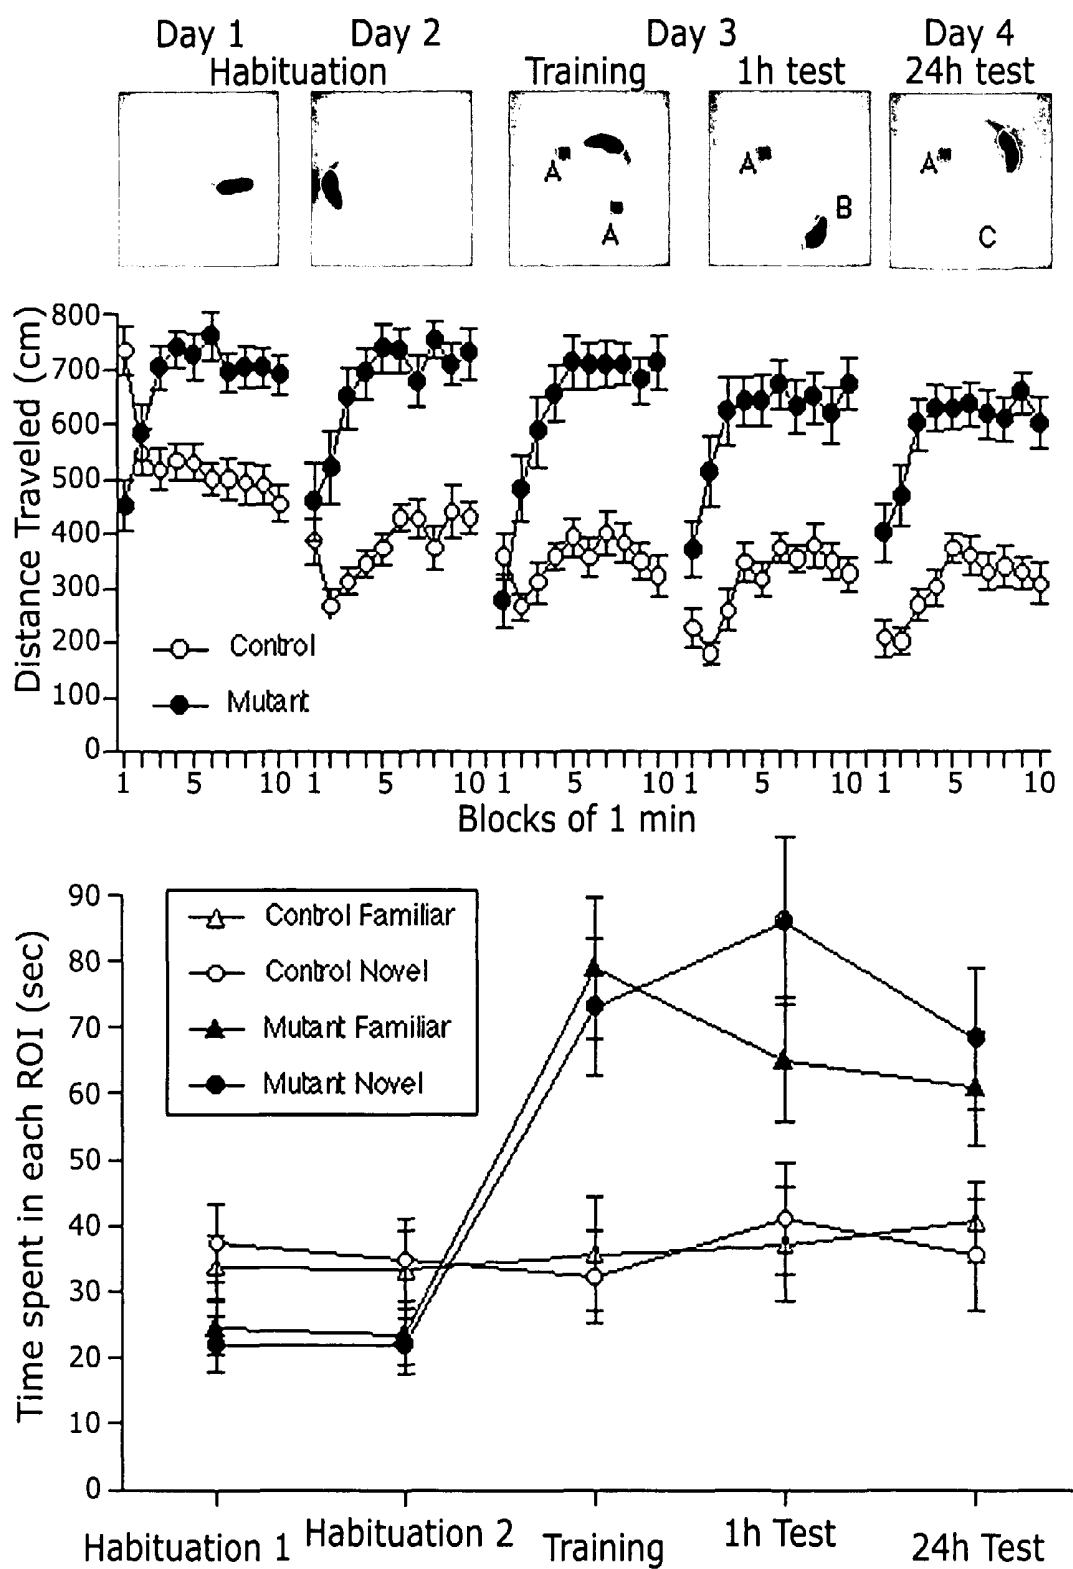 Day 1 Day 2 Day 3 Day 4
Habituation Training 1h test 24h test
A
A
A
B
A
C
Distance Traveled (cm)
800
700
600
500
400
300
200
100
0
Control
Mutant
1 5 10 1 5 10 1 5 10 1 5 10 1 5 10
Blocks of 1 min
Time spent in each ROI (sec)
90
80
70
60
50
40
30
20
10
0
Control Familiar
Control Novel
Mutant Familiar
Mutant Novel
Habituation 1 Habituation 2 Training 1h Test 24h Test